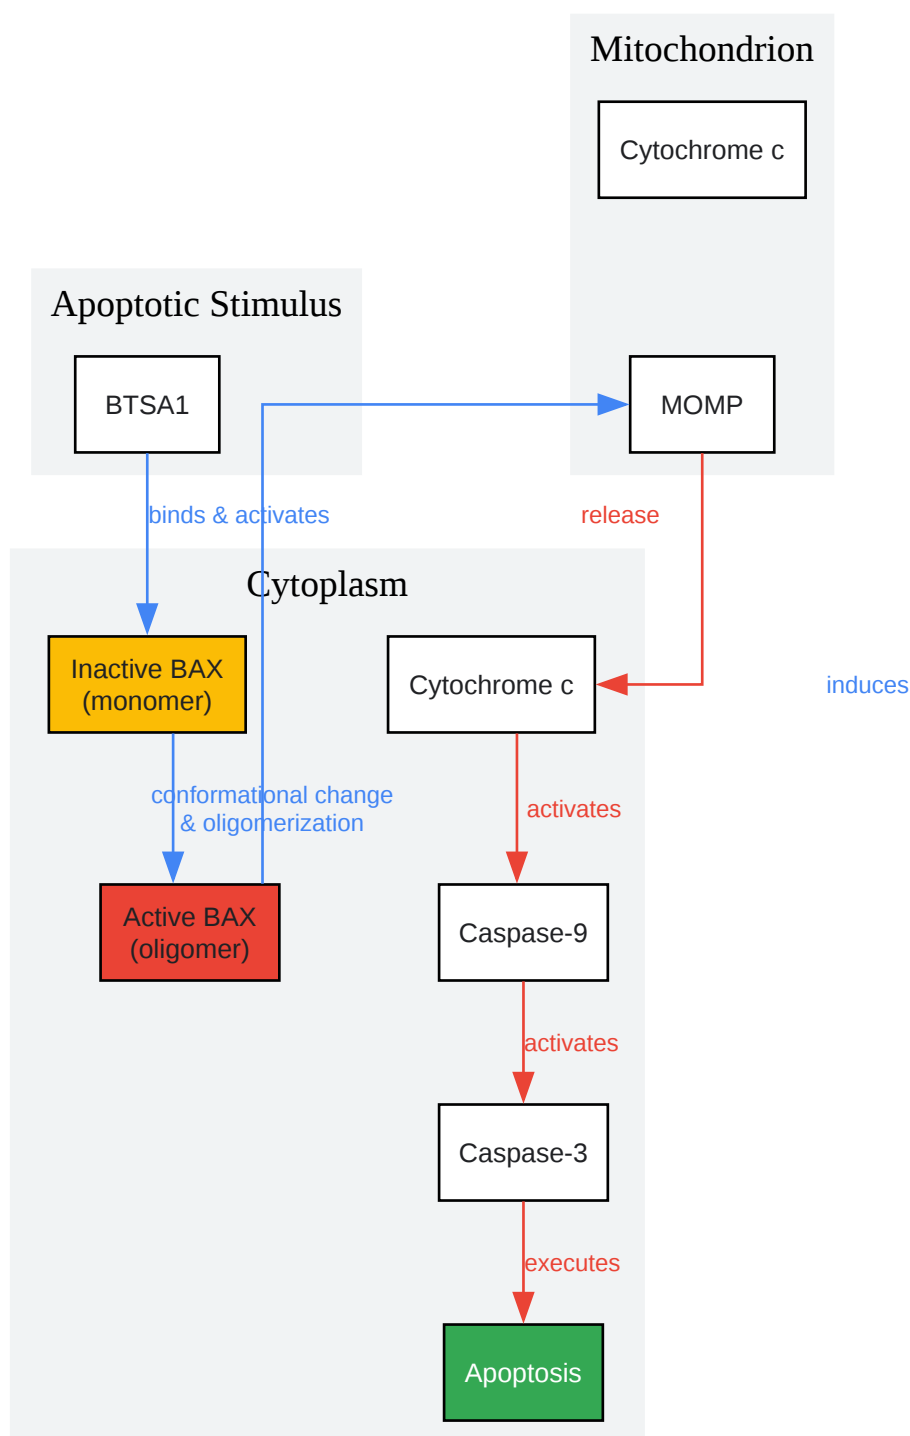 Mitochondrion
Cytochrome c
Apoptotic Stimulus
BTSA1
MOMP
binds & activates
release
Cytoplasm
Inactive BAX
(monomer)
Cytochrome c
induces
conformational change
& oligomerization
activates
Active BAX
(oligomer)
Caspase-9
activates
Caspase-3
executes
Apoptosis